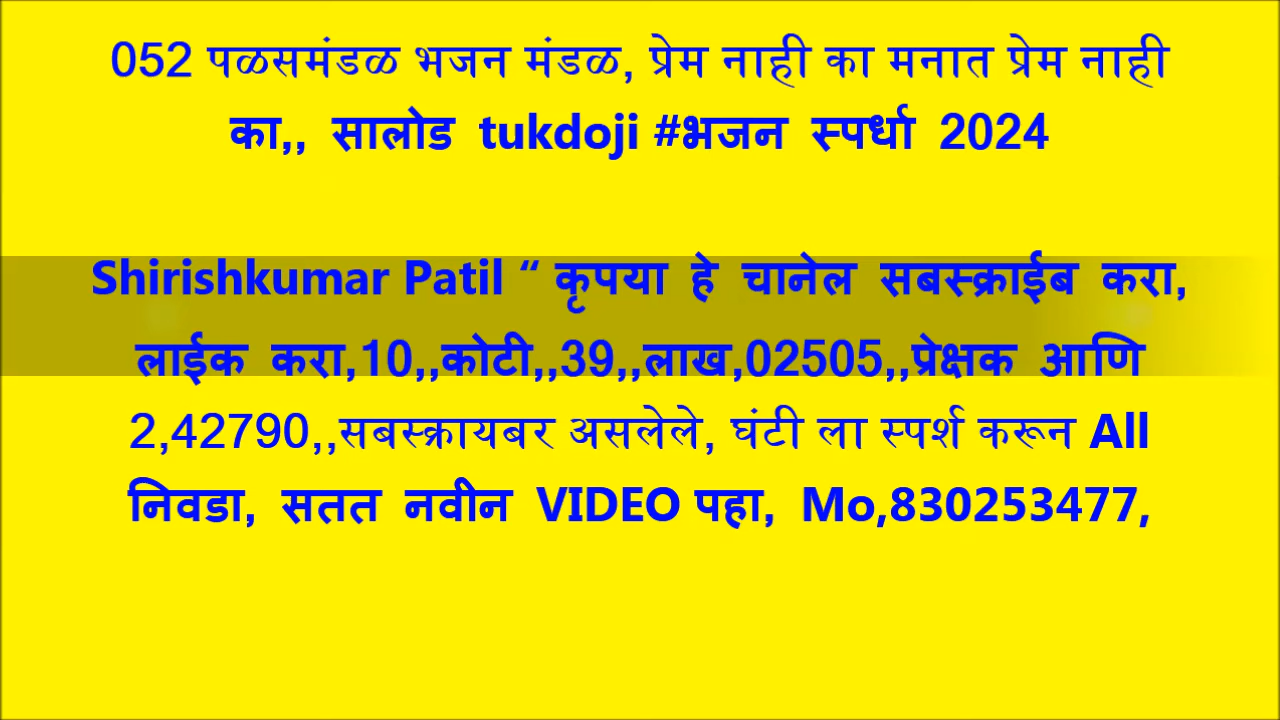 052 पळसमंडळ भजन मंडळ, प्रेम नाही का मनात प्रेम नाही
का,, सालोड tukdoji #भजन स्पर्धा 2024
Shirishkumar Patil “ कृपया हे चानेल सबस्क्राईब करा,
लाईक करा,10,,कोटी,,39,,लाख,02505,,प्रेक्षक आणि
2,42790,,सबस्क्रायबर असलेले, घंटी ला स्पर्श करून All
निवडा, सतत नवीन VIDEO पहा, Mo,830253477,